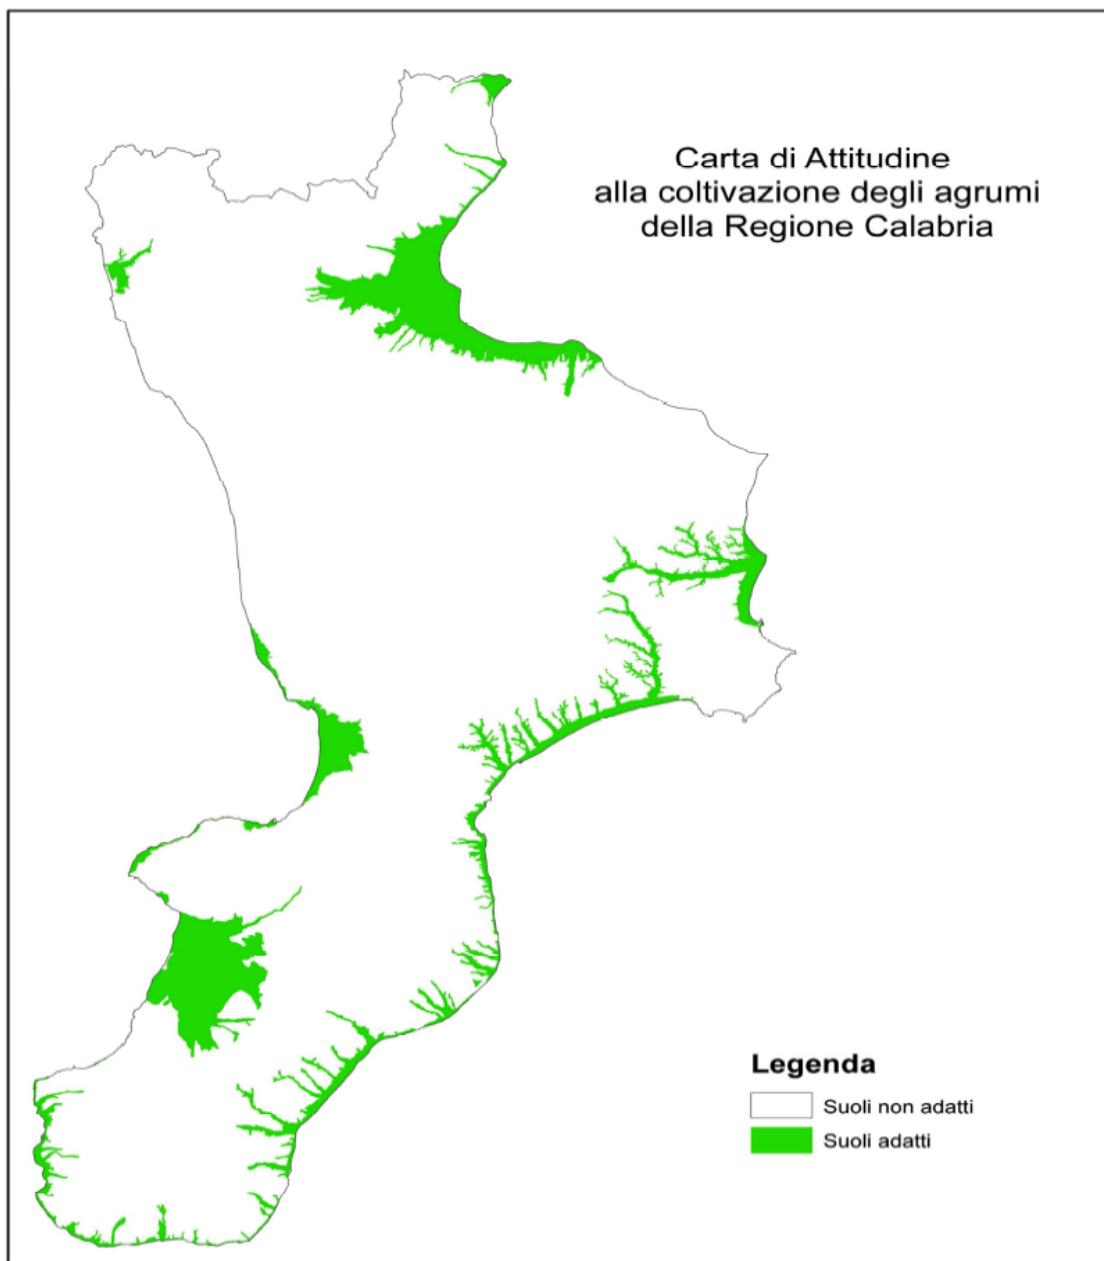 Carta di Attitudine
alla coltivazione degli agrumi
della Regione Calabria
Legenda
Suoli non adatti
Suoli adatti